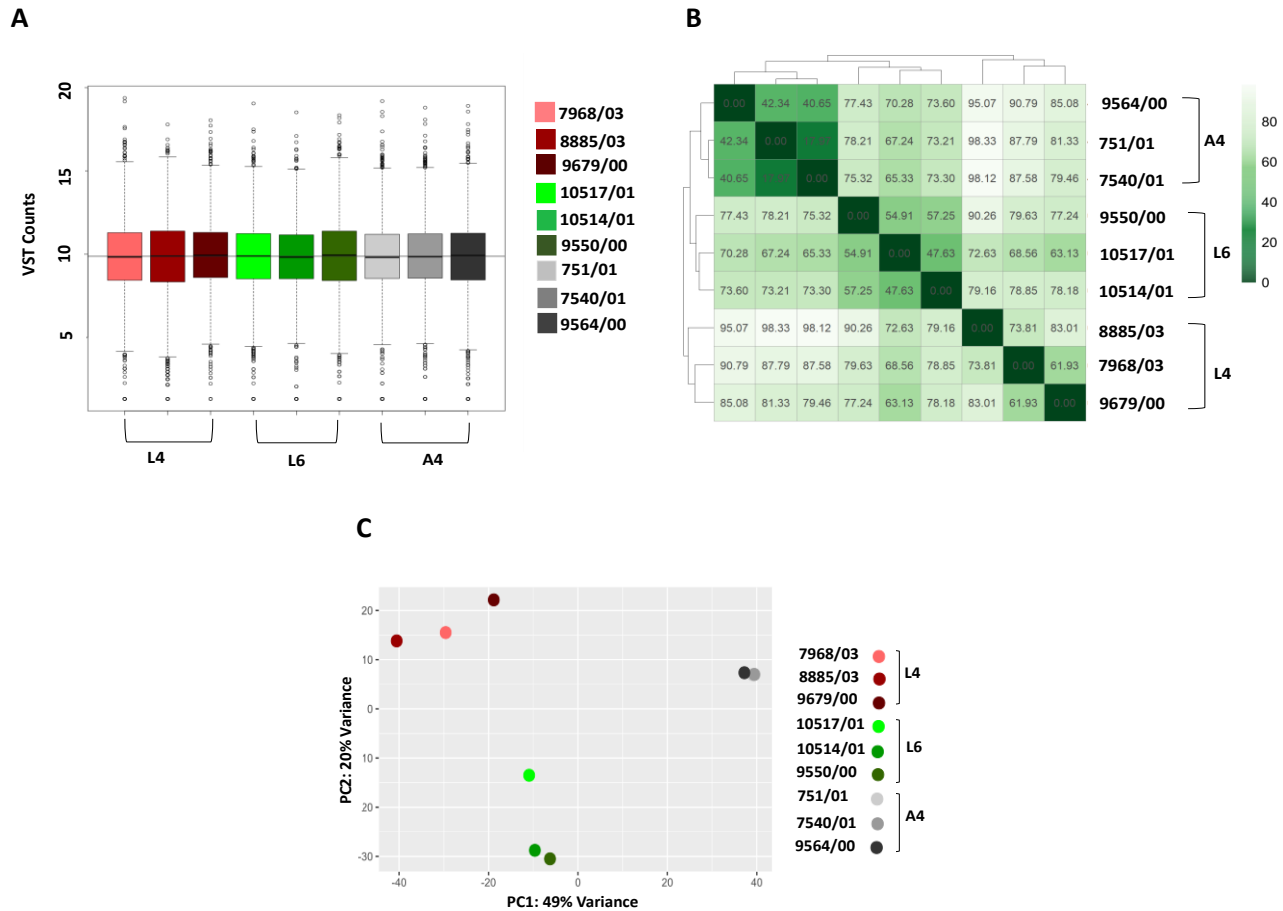 A
VST Counts
20
15
10
5
L4
L6
A4
7968/03
8885/03
9679/00
10517/01
10514/01
9550/00
751/01
7540/01
9564/00
B
0.00 42.34 40.65 77.43 70.28 73.60 95.07 90.79 85.08 9564/00
42.34 0.00 78.21 67.24 73.21 98.33 87.79 81.33 751/01
40.65 0.00 75.32 65.33 73.30 98.12 87.58 79.46 7540/01
77.43 78.21 75.32 0.00 54.91 57.25 90.26 79.63 77.24 9550/00
70.28 67.24 65.33 54.91 0.00 47.63 72.63 68.56 63.13 10517/01
73.60 73.21 73.30 57.25 47.63 0.00 79.16 78.85 78.18 10514/01
95.07 98.33 98.12 90.26 72.63 79.16 0.00 73.81 83.01 8885/03
90.79 87.79 87.58 79.63 68.56 78.85 73.81 0.00 61.93 7968/03
85.08 81.33 79.46 77.24 63.13 78.18 83.01 61.93 0.00 9679/00
A4
L6
L4
80
60
40
20
0
C
PC2: 20% Variance
20
10
0
10
20
-30
-40 -20 0 20 40
PC1: 49% Variance
7968/03
8885/03
9679/00
10517/01
10514/01
9550/00
751/01
7540/01
9564/00
L4
L6
A4